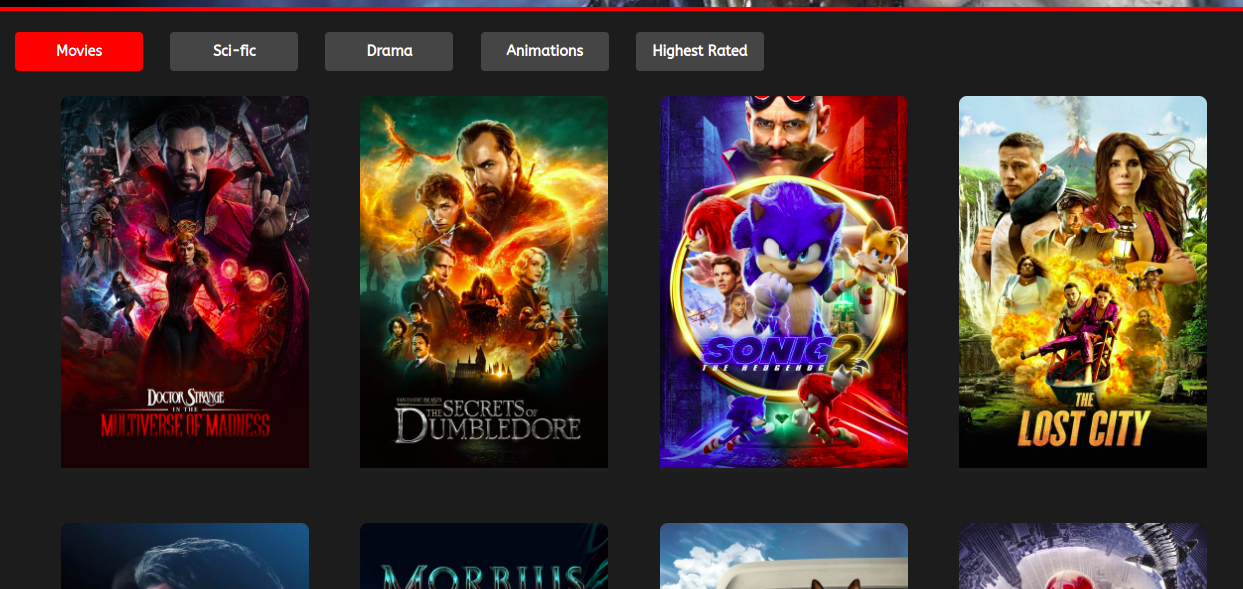 Movies
Sci-fic
Drama
Animations
Highest Rated
DOCTOR STRANGE
IN THE
MULTIVERSE OF MADNESS
FANTASTIC BEASTS
THE SECRETS OF
DUMBLEDORE
SONIC 2
THE HEDGEHOG
THE
LOST CITY
MORBIUS